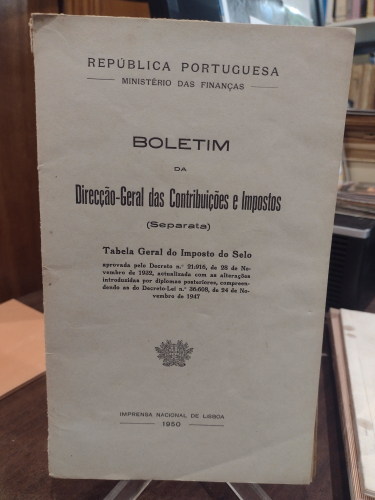 REPÚBLICA PORTUGUESA
MINISTÉRIO DAS FINANÇAS
BOLETIM
DA
Direcção-Geral das Contribuições e Impostos
(Separata)
Tabela Geral do Imposto do Selo
aprovada pelo Decreto n.º 21:916, de 28 de No-
vembro de 1932, actualizada com as alterações
introduzidas por diplomas posteriores, compreen-
dendo as do Decreto-Lei n.º 36:608, de 24 de No-
vembro de 1947
IMPRENSA NACIONAL DE LISBOA
1950